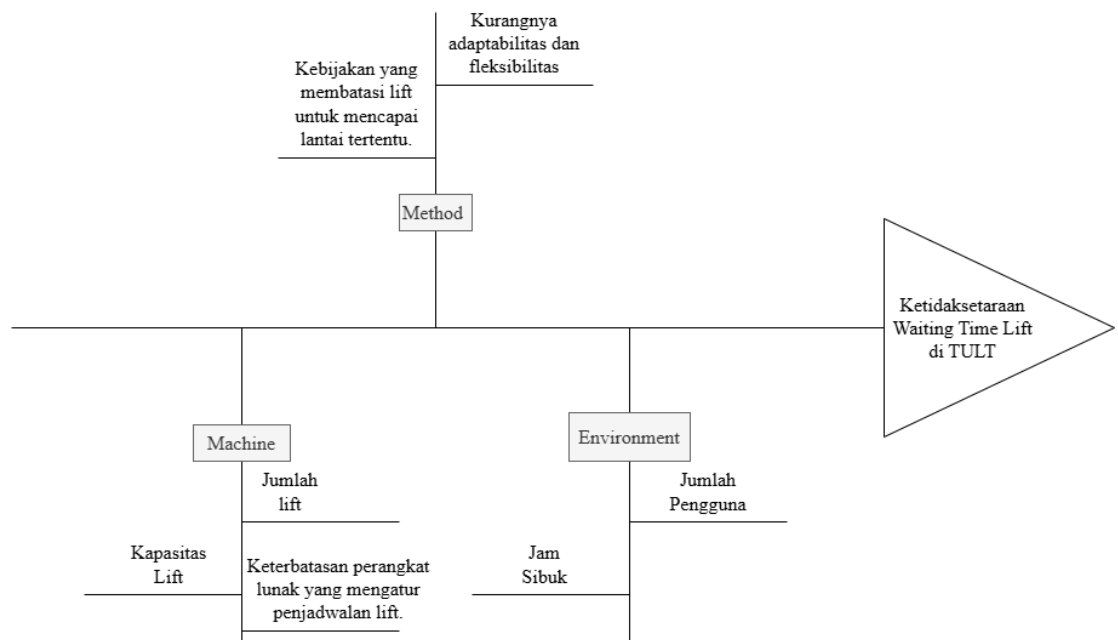 Kurangnya
adaptabilitas dan
fleksibilitas
Kebijakan yang
membatasi lift
untuk mencapai
lantai tertentu.
Method
Ketidaksetaraan
Waiting Time Lift
di TULT
Machine
Environment
Jumlah
lift
Jumlah
Pengguna
Kapasitas
Lift
Keterbatasan perangkat
lunak yang mengatur
penjadwalan lift.
Jam
Sibuk